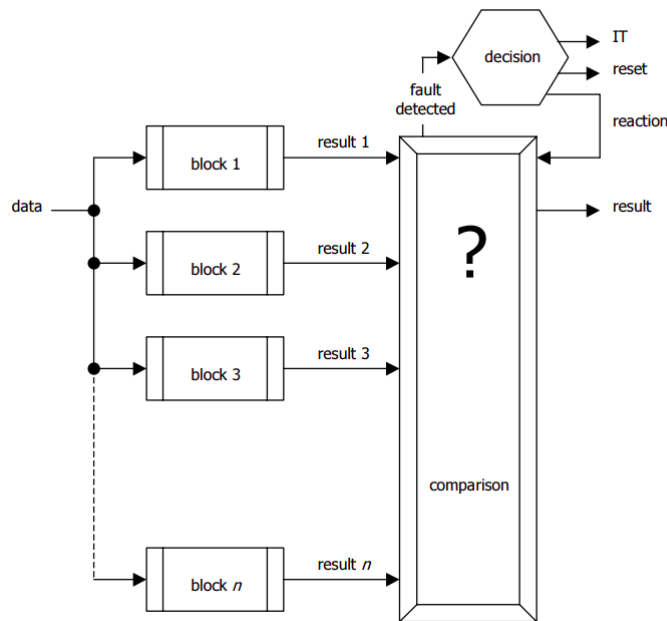 IT
decision
reset
fault
detected
reaction
result 1
block 1
data
result
result 2
?
block 2
result 3
block 3
comparison
result n
block n